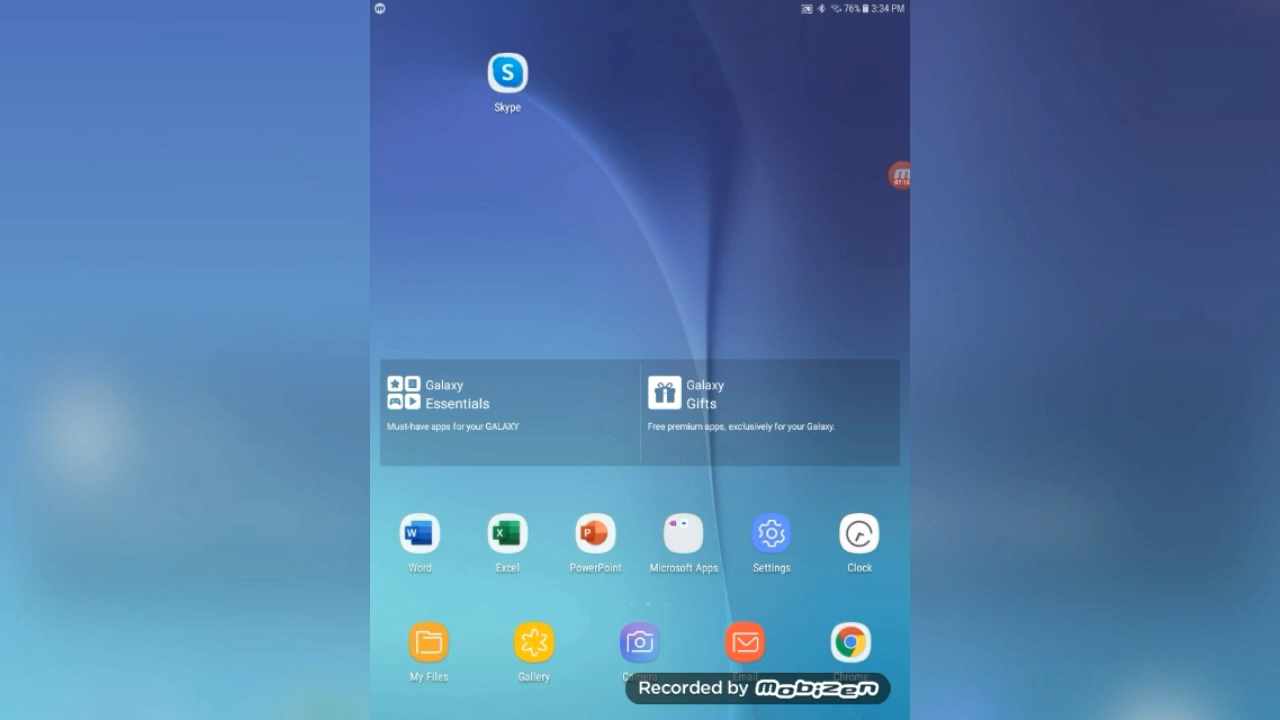 76% 3:34 PM
S
Skype
07:16
Galaxy
Essentials
Galaxy
Gifts
Must-have apps for your GALAXY
Free premium apps, exclusively for your Galaxy.
W
X
P
Word
Excel
PowerPoint
Microsoft Apps
Settings
Clock
My Files
Gallery
Camera
Email
Chrome
Recorded by Mobizen